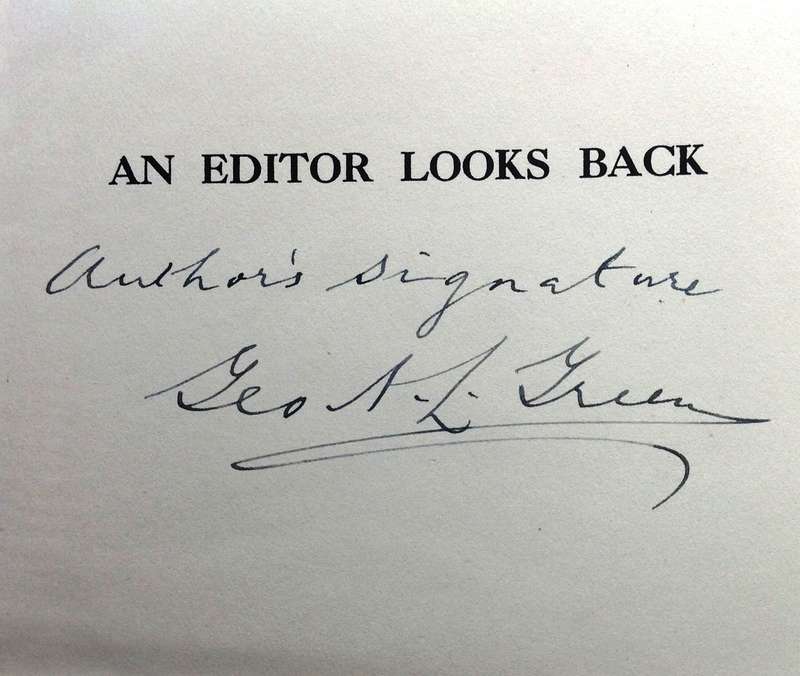 AN EDITOR LOOKS BACK
Author's signature
Geo A. L. Green